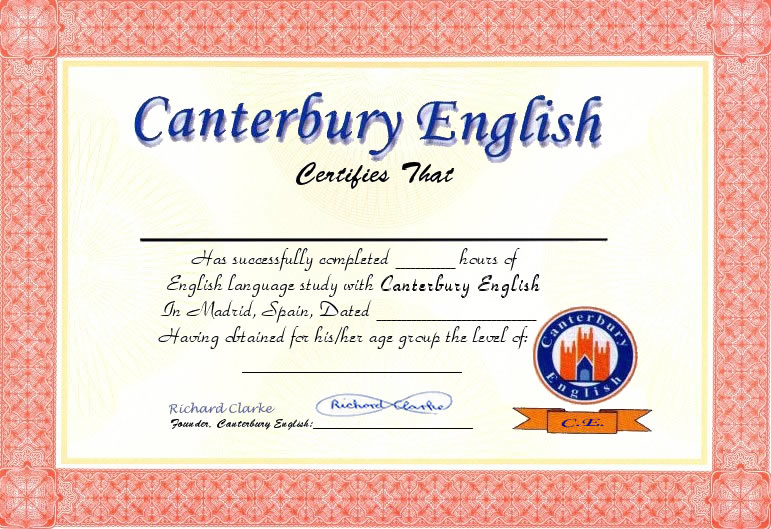 Canterbury English
Certifies That
Has successfully completed ______ hours of
English language study with Canterbury English
In Madrid, Spain, Dated ________________
Having obtained for his/her age group the level of:
Richard Clarke
Richard Clarke
Founder, Canterbury English:____________________
Canterbury
English
C.E.